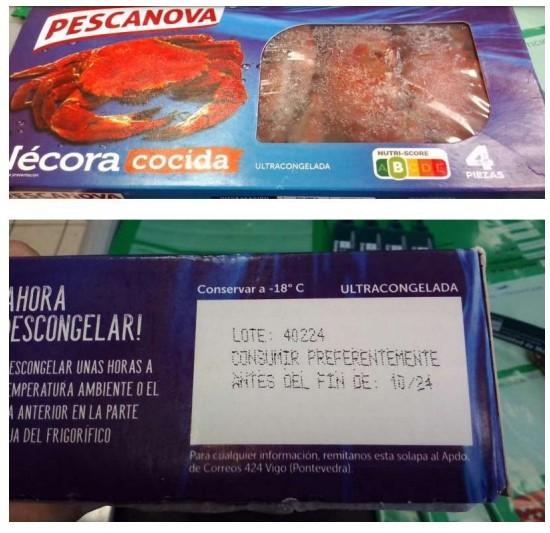 PESCANOVA
Nécora cocida
ULTRACONGELADA
NUTRI-SCORE
A B C D E
4
PIEZAS
PESCANOVA
AHORA
DESCONGELAR!
DESCONGELAR UNAS HORAS A
TEMPERATURA AMBIENTE O EL
DÍA ANTERIOR EN LA PARTE
BAJA DEL FRIGORÍFICO
Conservar a -18° C
ULTRACONGELADA
LOTE: 40224
CONSUMIR PREFERENTEMENTE
ANTES DEL FIN DE: 10/24
Para cualquier información, remítanos esta solapa al Apdo.
de Correos 424 Vigo (Pontevedra).